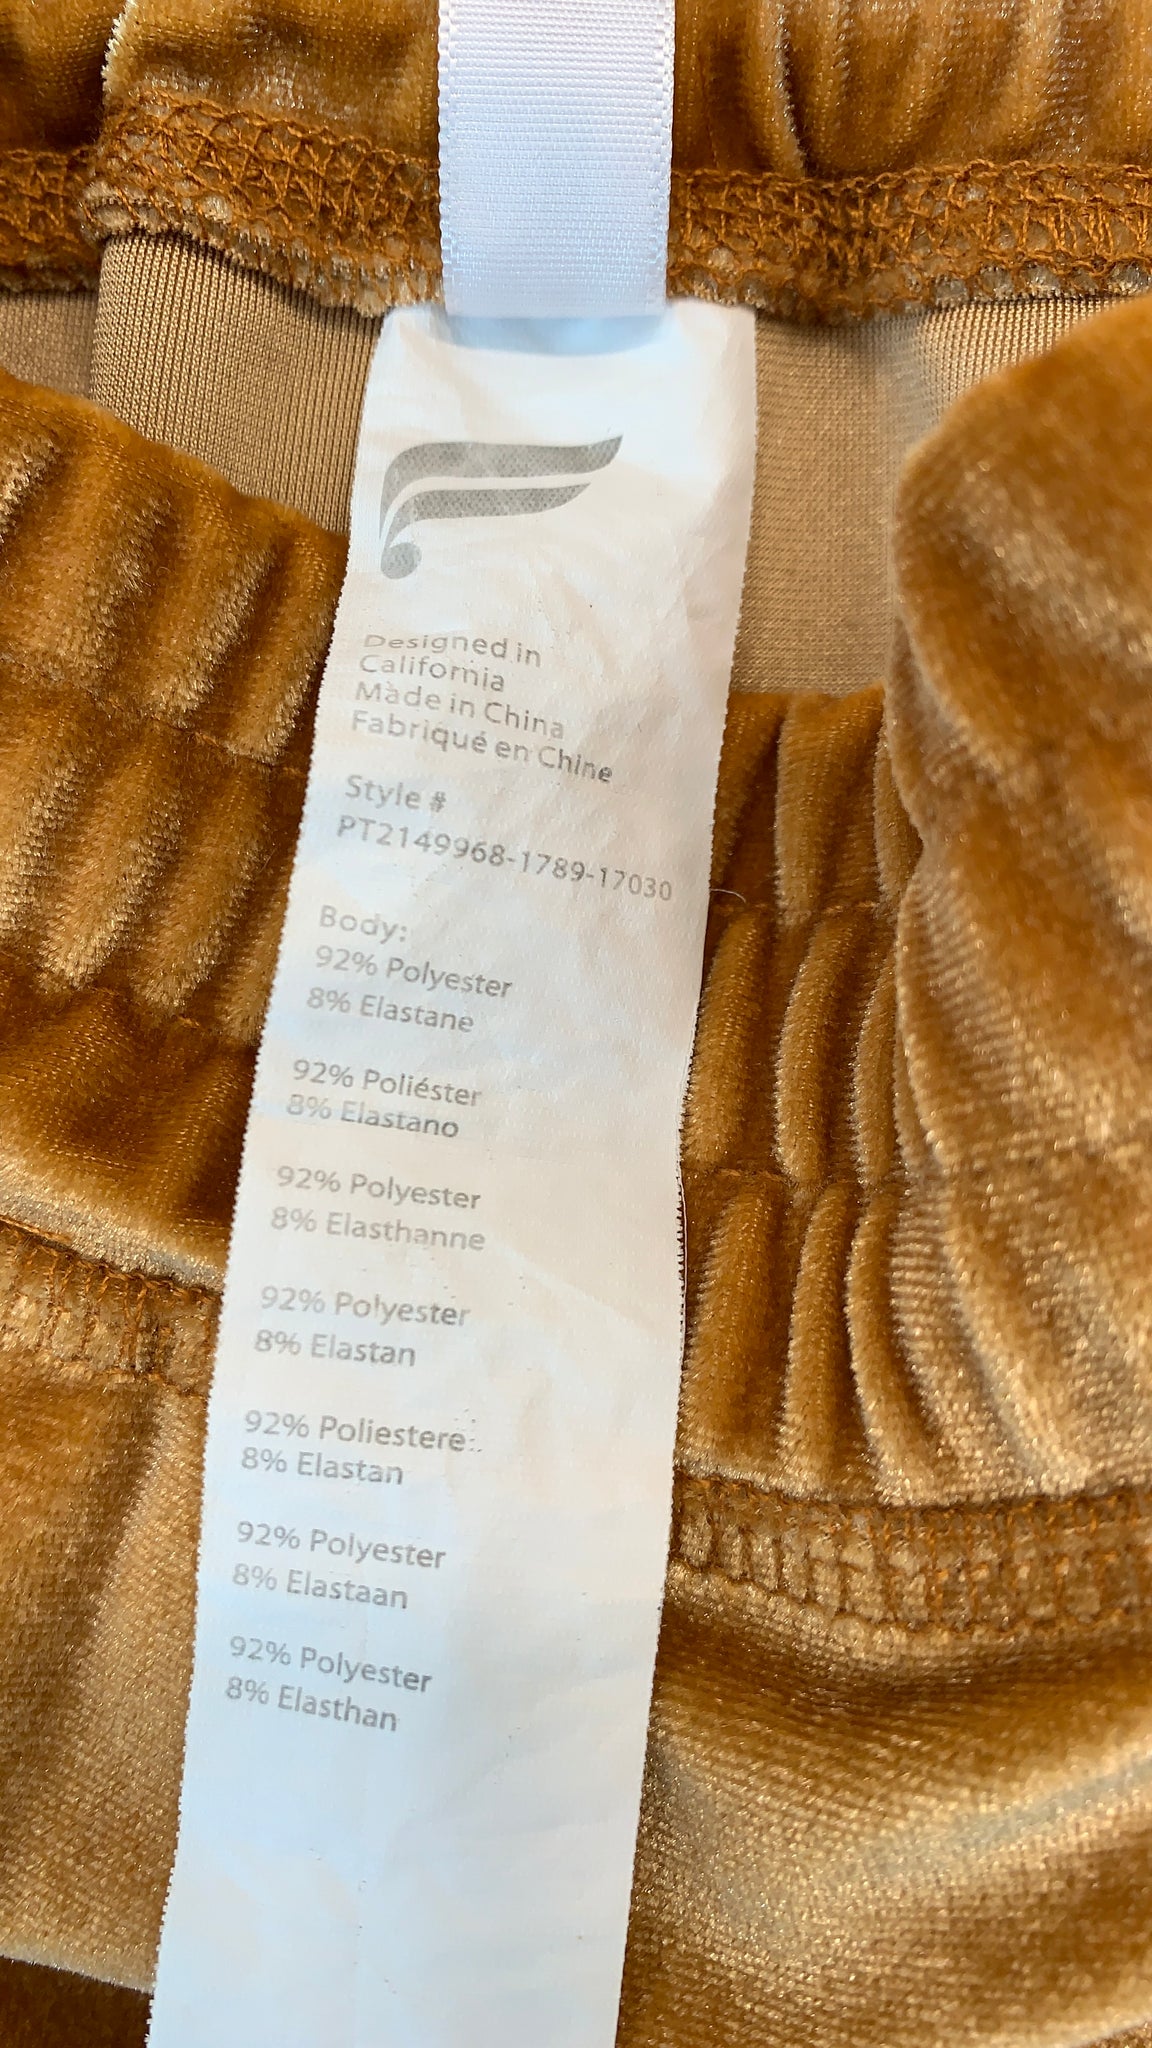 Designed in
California
Made in China
Fabriqué en Chine
Style #
PT2149968-1789-17030
Body:
92% Polyester
8% Elastane
92% Poliéster
8% Elastano
92% Polyester
8% Elasthanne
92% Polyester
8% Elastan
92% Poliestere
8% Elastan
92% Polyester
8% Elastaan
92% Polyester
8% Elasthan